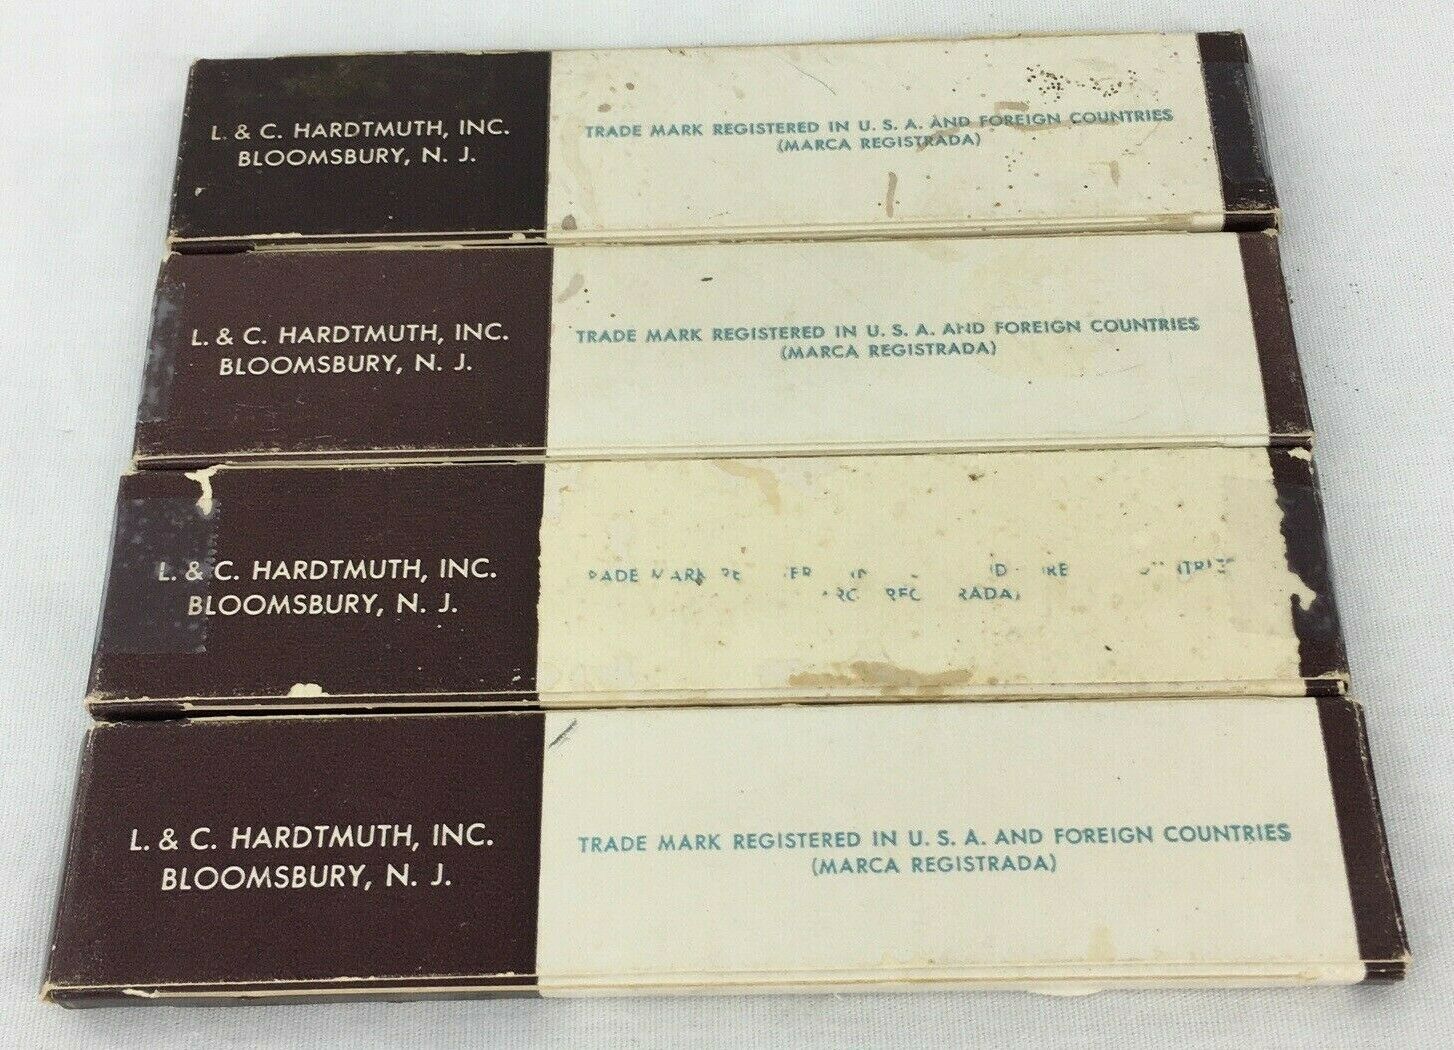 L. & C. HARDTMUTH, INC.
BLOOMSBURY, N. J.
TRADE MARK REGISTERED IN U. S. A. AND FOREIGN COUNTRIES
(MARCA REGISTRADA)
L. & C. HARDTMUTH, INC.
BLOOMSBURY, N. J.
TRADE MARK REGISTERED IN U. S. A. AND FOREIGN COUNTRIES
(MARCA REGISTRADA)
L. & C. HARDTMUTH, INC.
BLOOMSBURY, N. J.
MARK
L. & C. HARDTMUTH, INC.
BLOOMSBURY, N. J.
TRADE MARK REGISTERED IN U. S. A. AND FOREIGN COUNTRIES
(MARCA REGISTRADA)